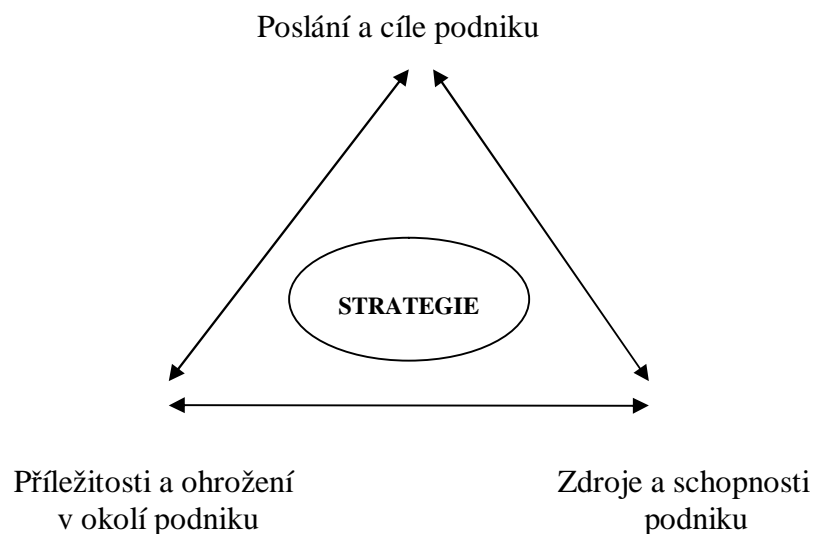 Poslání a cíle podniku
STRATEGIE
Příležitosti a ohrožení
v okolí podniku
Zdroje a schopnosti
podniku